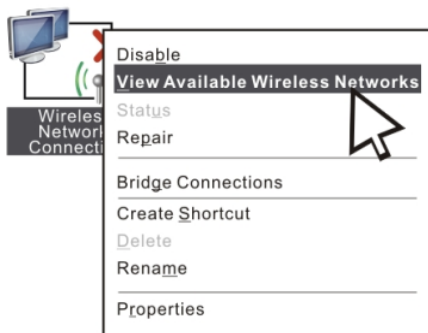 Disable
View Available Wireless Networks
Status
Repair
Bridge Connections
Create Shortcut
Delete
Rename
Properties
Wireles
Network
Connecti